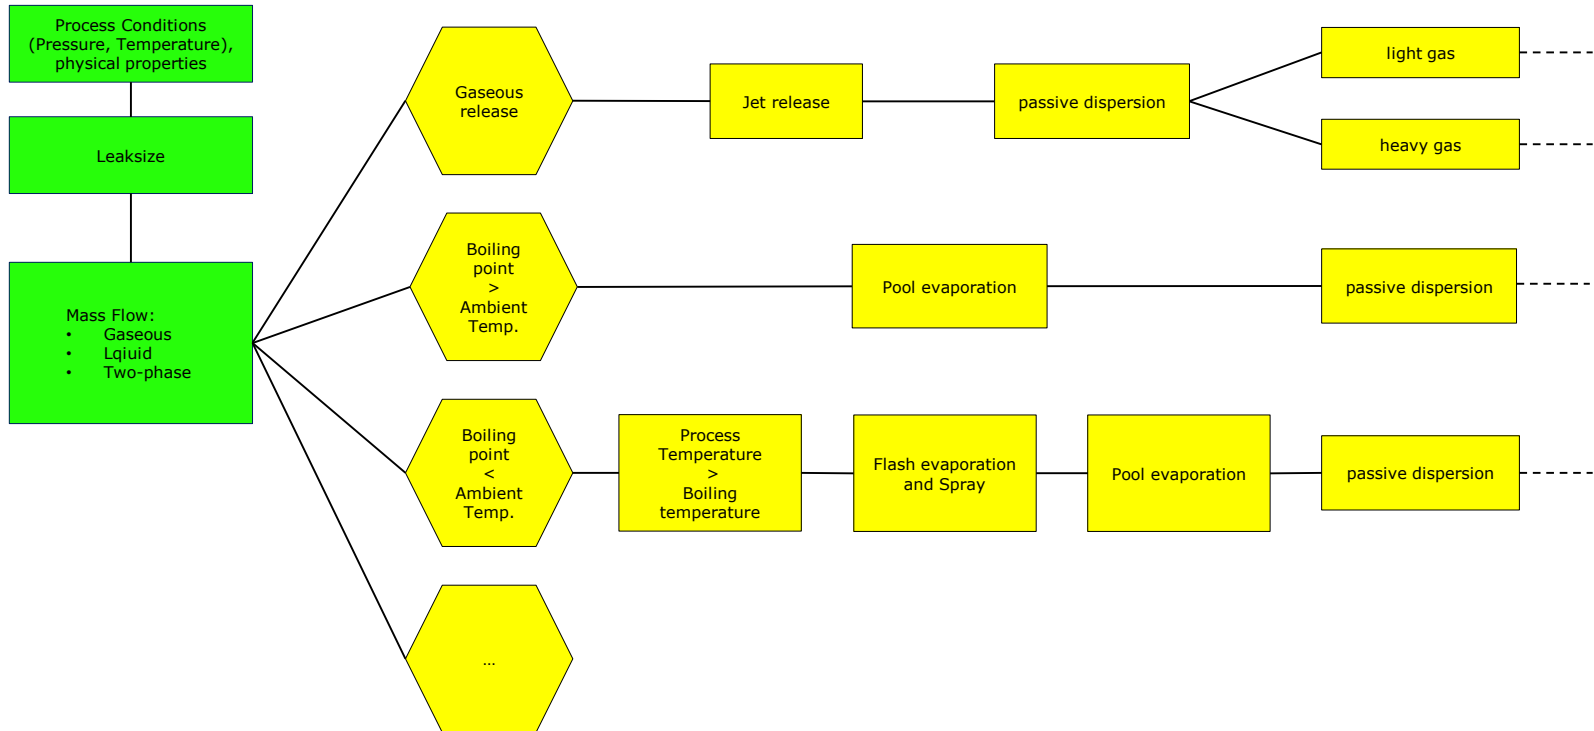 Process Conditions
(Pressure, Temperature),
physical properties
Leaksize
Mass Flow:
• Gaseous
• Lqiuid
• Two-phase
Gaseous
release
Jet release
passive dispersion
light gas
heavy gas
Boiling
point
>
Ambient
Temp.
Pool evaporation
passive dispersion
Boiling
point
<
Ambient
Temp.
Process
Temperature
>
Boiling
temperature
Flash evaporation
and Spray
Pool evaporation
passive dispersion
...